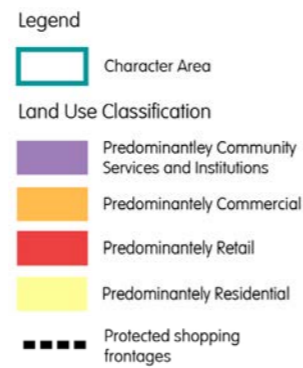 Legend
Character Area
Land Use Classification
Predominantley Community
Services and Institutions
Predominantely Commercial
Predominantely Retail
Predominantely Residential
Protected shopping
frontages